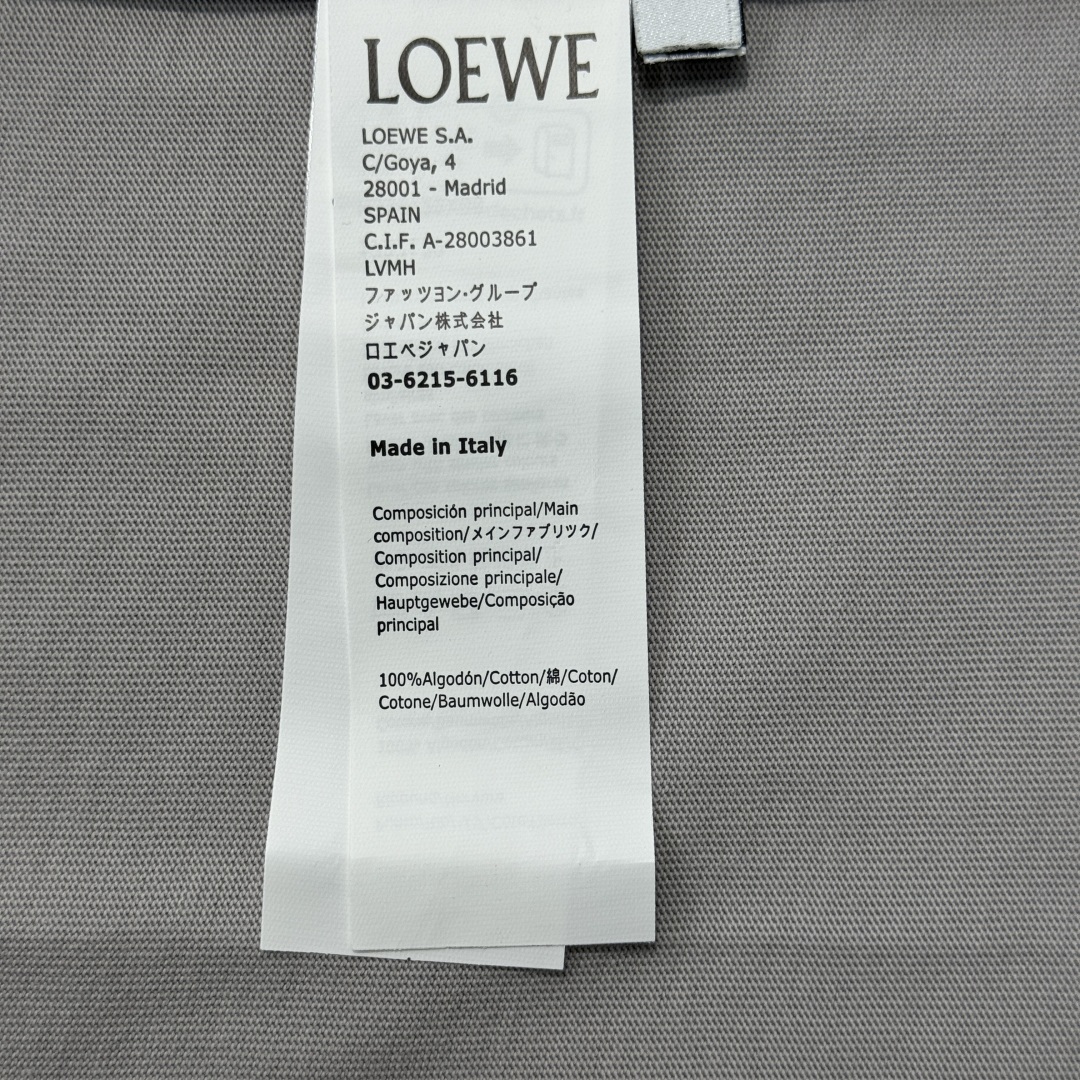 LOEWE
LOEWE S.A.
C/Goya, 4
28001 - Madrid
SPAIN
C.I.F. A-28003861
LVMH
ファッツョン·グループ
ジャパン株式会社
ロエベジャパン
03-6215-6116
Made in Italy
Composición principal/Main
composition/メインファブリツク/
Composition principal/
Composizione principale/
Hauptgewebe/Composição
principal
100%Algodón/Cotton/綿/Coton/
Cotone/Baumwolle/Algodão